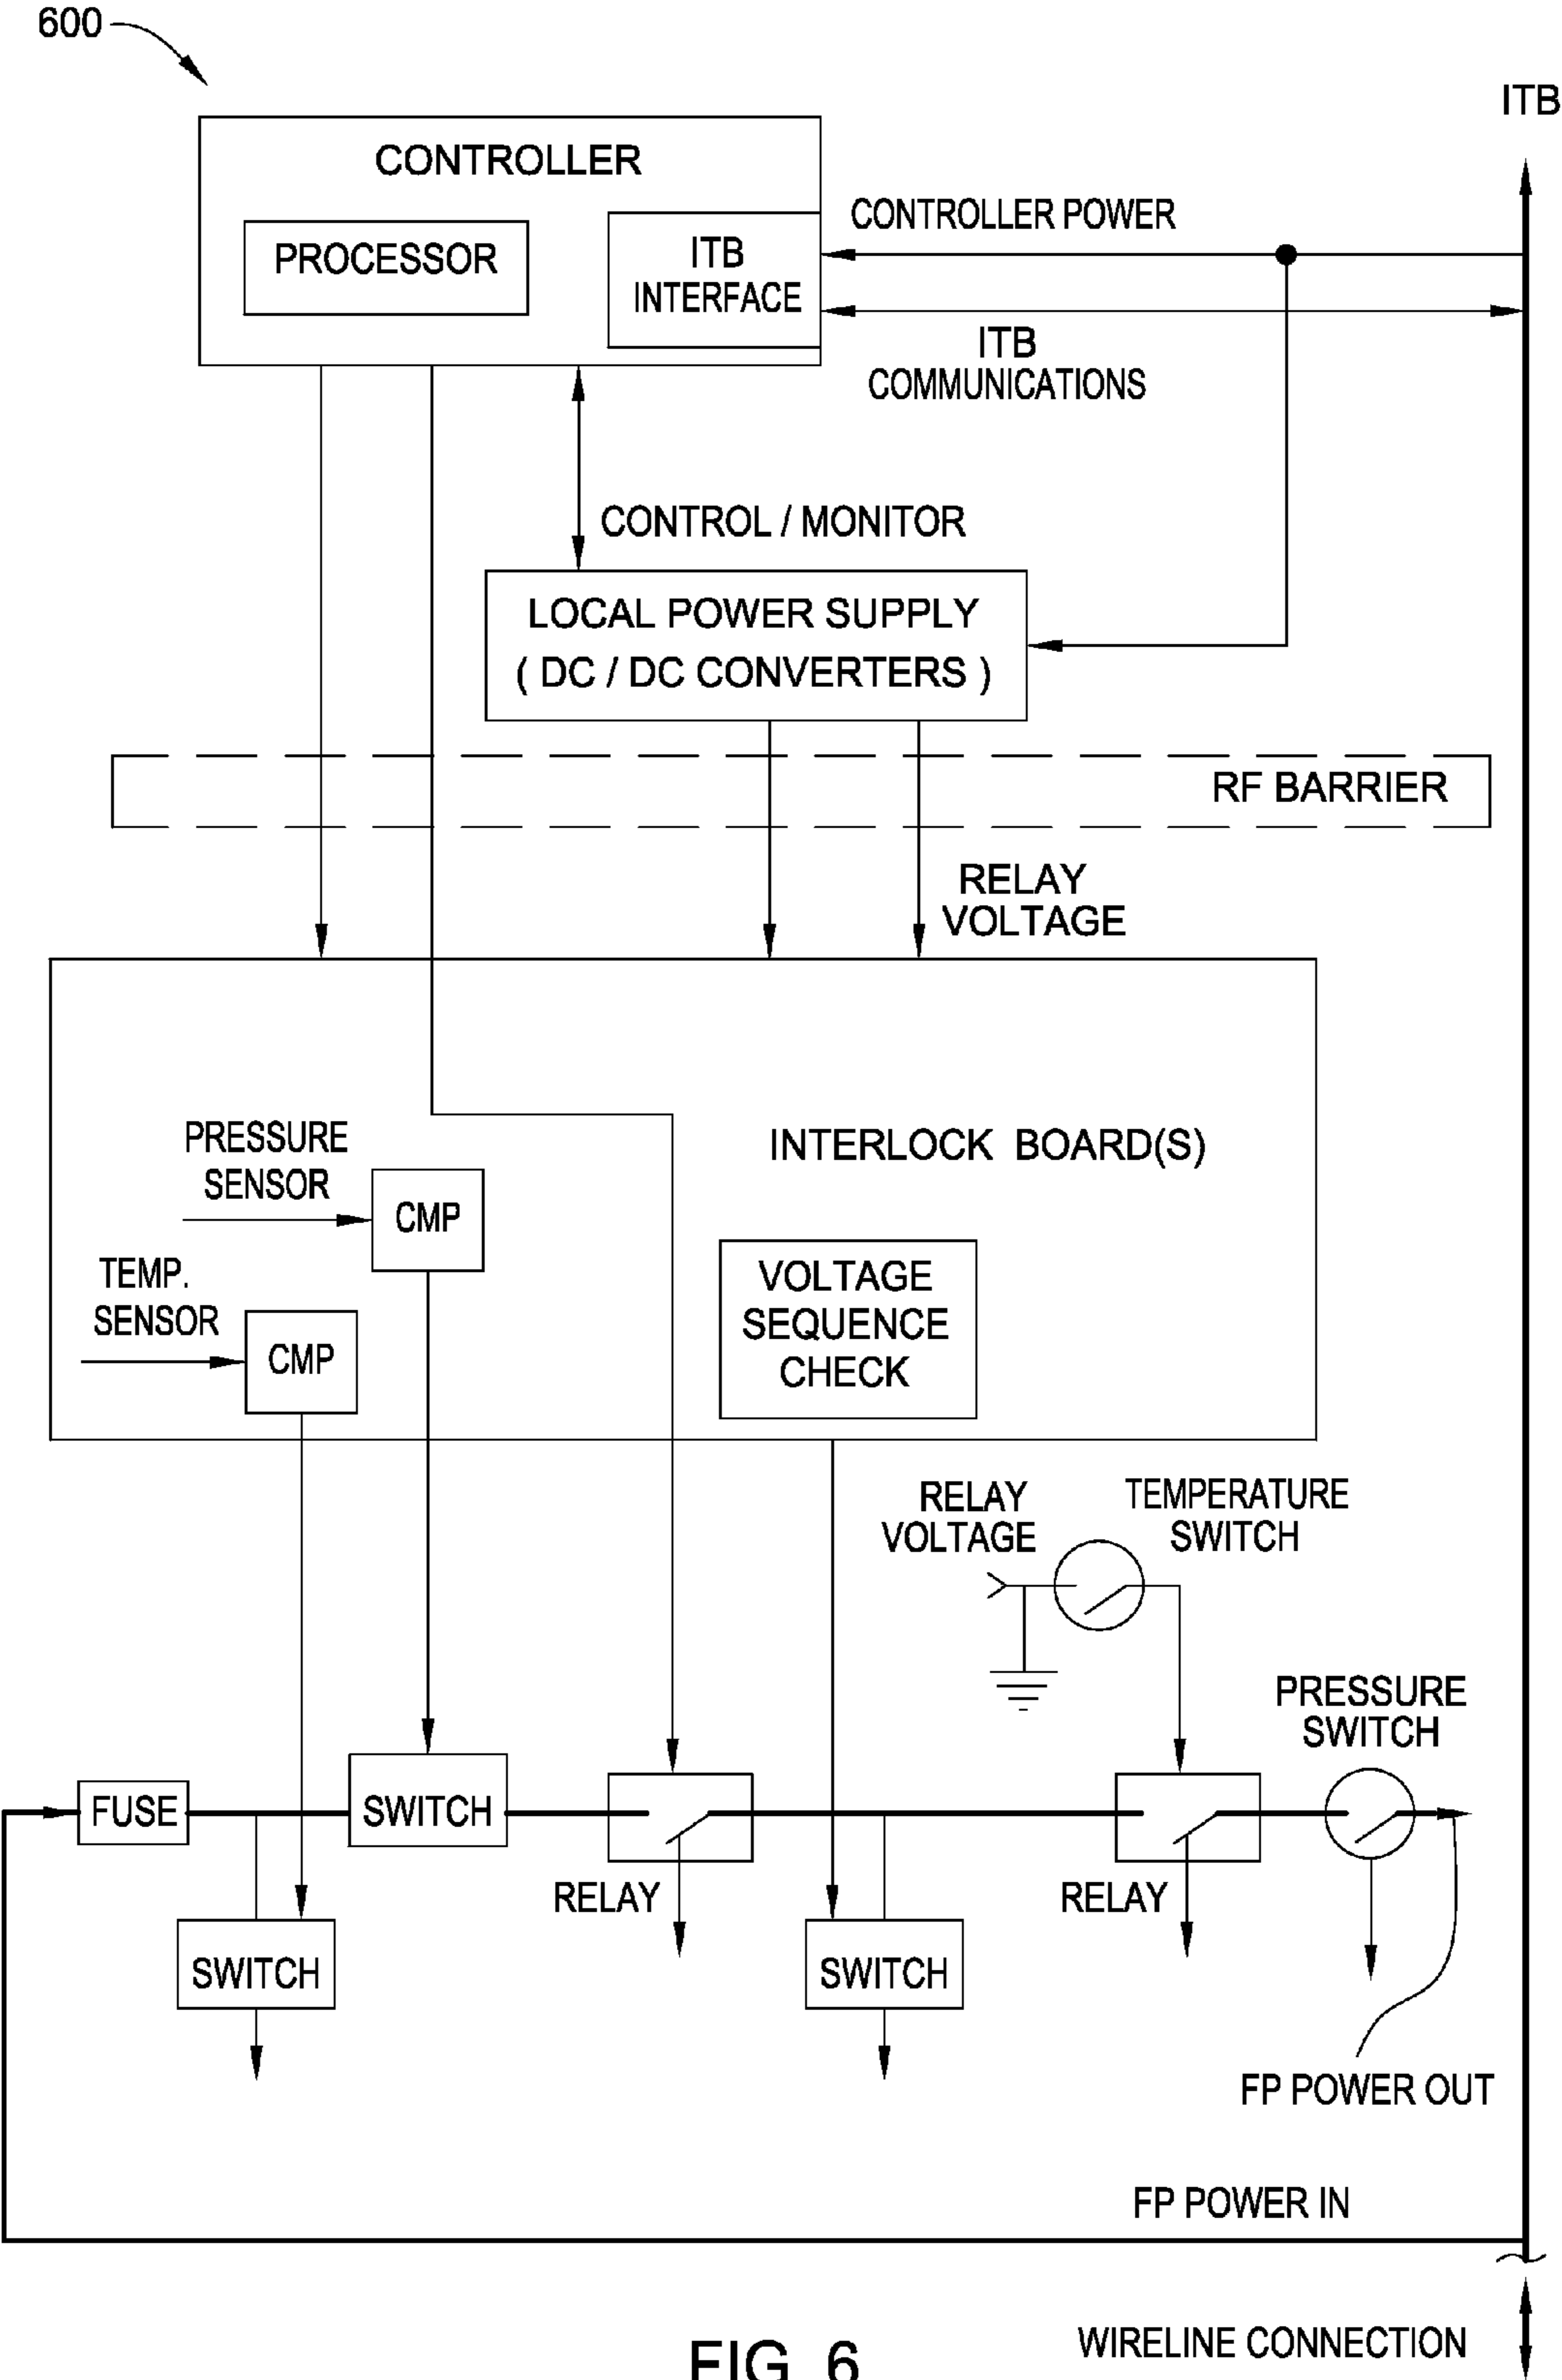 600
ITB
CONTROLLER
PROCESSOR
ITB
INTERFACE
CONTROLLER POWER
ITB
COMMUNICATIONS
CONTROL / MONITOR
LOCAL POWER SUPPLY
( DC / DC CONVERTERS )
RF BARRIER
RELAY
VOLTAGE
INTERLOCK BOARD(S)
PRESSURE
SENSOR
CMP
TEMP.
SENSOR
CMP
VOLTAGE
SEQUENCE
CHECK
RELAY
VOLTAGE
TEMPERATURE
SWITCH
PRESSURE
SWITCH
FUSE
SWITCH
RELAY
RELAY
SWITCH
SWITCH
FP POWER OUT
FP POWER IN
WIRELINE CONNECTION
FIG. 6